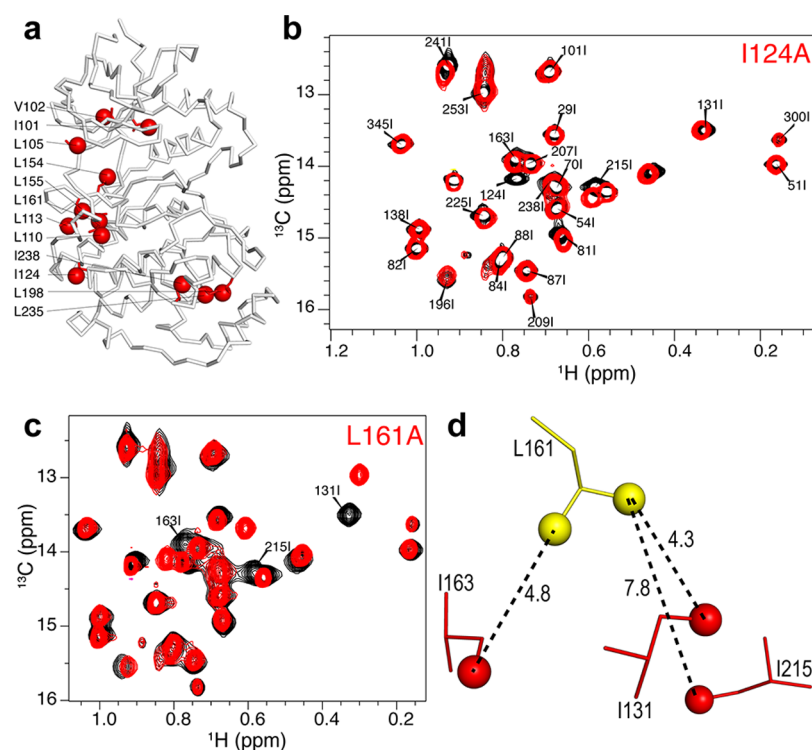 a
V102
I101
L105
L154
L155
L161
L113
L110
I238
I124
L198
L235
b
I124A
241I
101I
253I
29I
131I
300I
345I
163I
207I
70I
215I
51I
124I
225I
238I
54I
138I
88I
81I
82I
84I
87I
196I
209I
13
14
15
16
¹³C (ppm)
1.2
1.0
0.8
0.6
0.4
0.2
¹H (ppm)
c
L161A
131I
163I
215I
13
14
15
16
¹³C (ppm)
1.0
0.8
0.6
0.4
0.2
¹H (ppm)
d
L161
4.3
4.8
7.8
I163
I215
I131